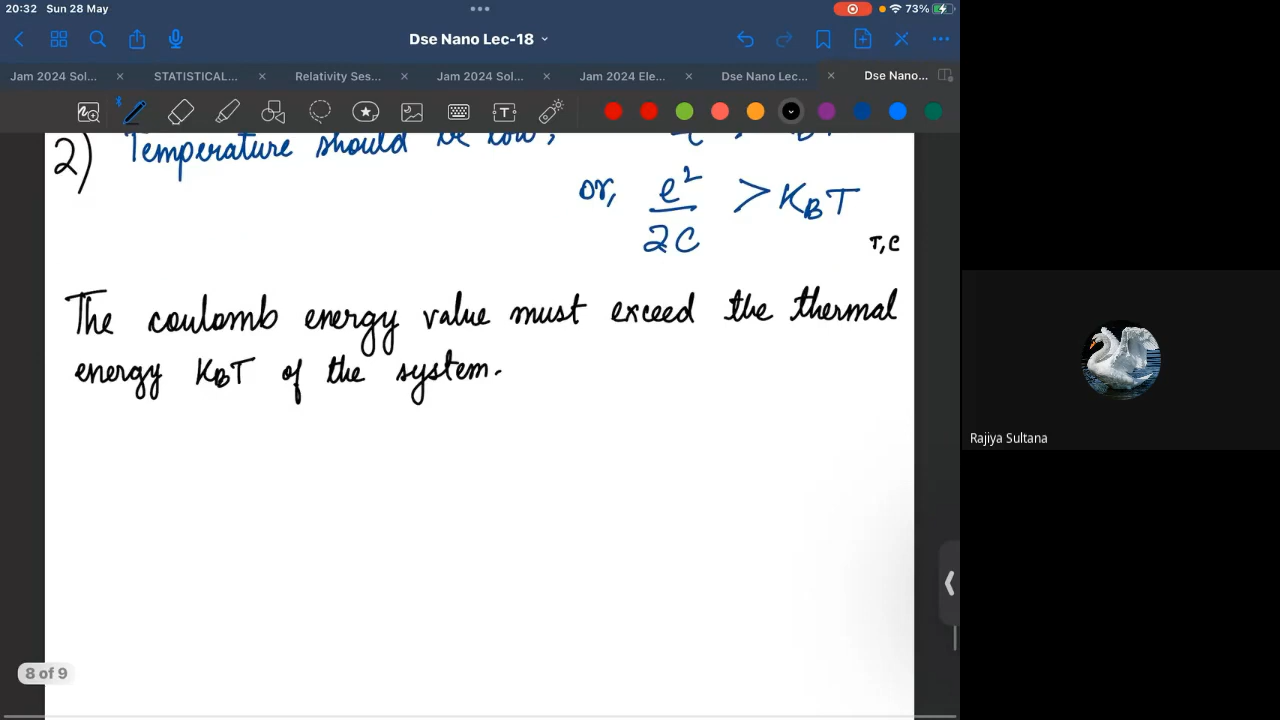 20:32 Sun 28 May
73%
Dse Nano Lec-18
Jam 2024 Sol...
STATISTICAL...
Relativity Ses...
Jam 2024 Sol...
Jam 2024 Ele...
Dse Nano Lec...
Dse Nano...
2) Temperature should be low,
or, e²/2C > K_BT
T, C
The coulomb energy value must exceed the thermal
energy K_BT of the system.
Rajiya Sultana
8 of 9